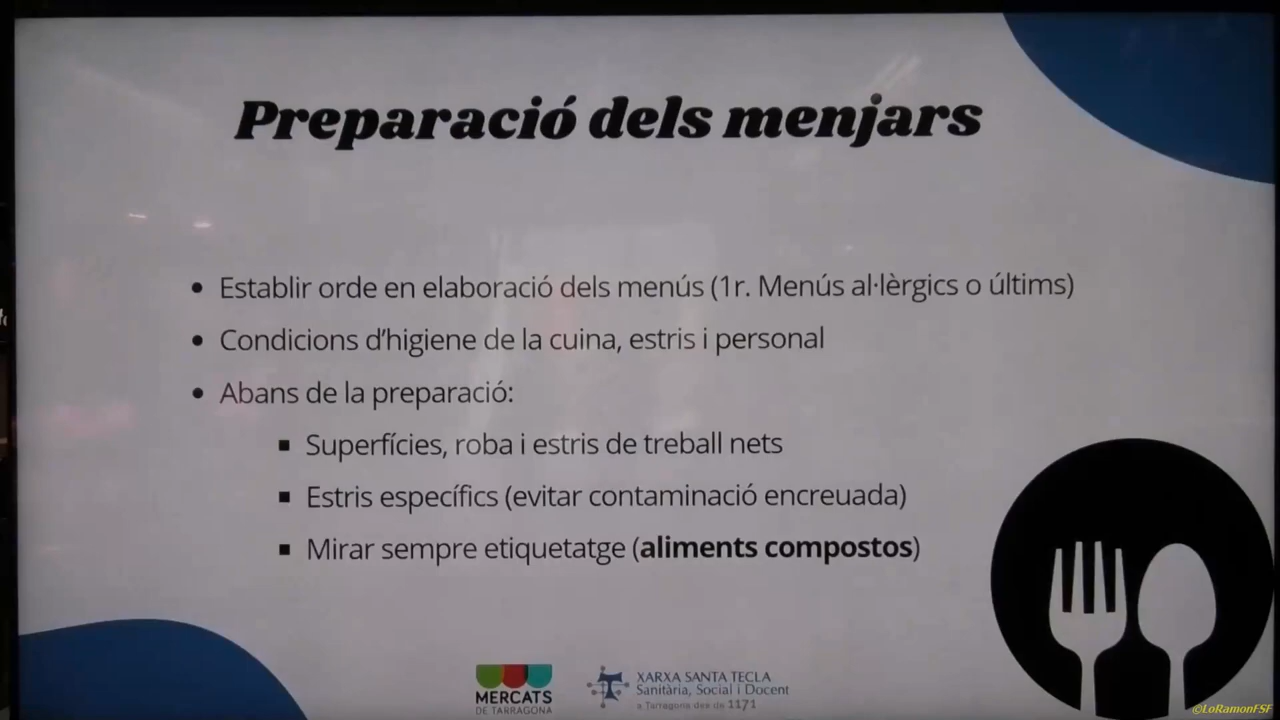 Preparació dels menjars
• Establir orde en elaboració dels menús (1r. Menús al·lèrgics o últims)
• Condicions d'higiene de la cuina, estris i personal
• Abans de la preparació:
▪ Superfícies, roba i estris de treball nets
▪ Estris específics (evitar contaminació encreuada)
▪ Mirar sempre etiquetatge (aliments compostos)
MERCATS
DE TARRAGONA
XARXA SANTA TECLA
Sanitària, Social i Docent
a Tarragona des de 1171
©LoRamonFSF